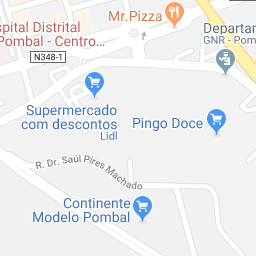 spital Distrital
Pombal - Centro...
Mr.Pizza
Departan
GNR - Pom
N348-1
Supermercado
com descontos
Lidl
Pingo Doce
R. Dr. Saúl Pires Machado
Continente
Modelo Pombal